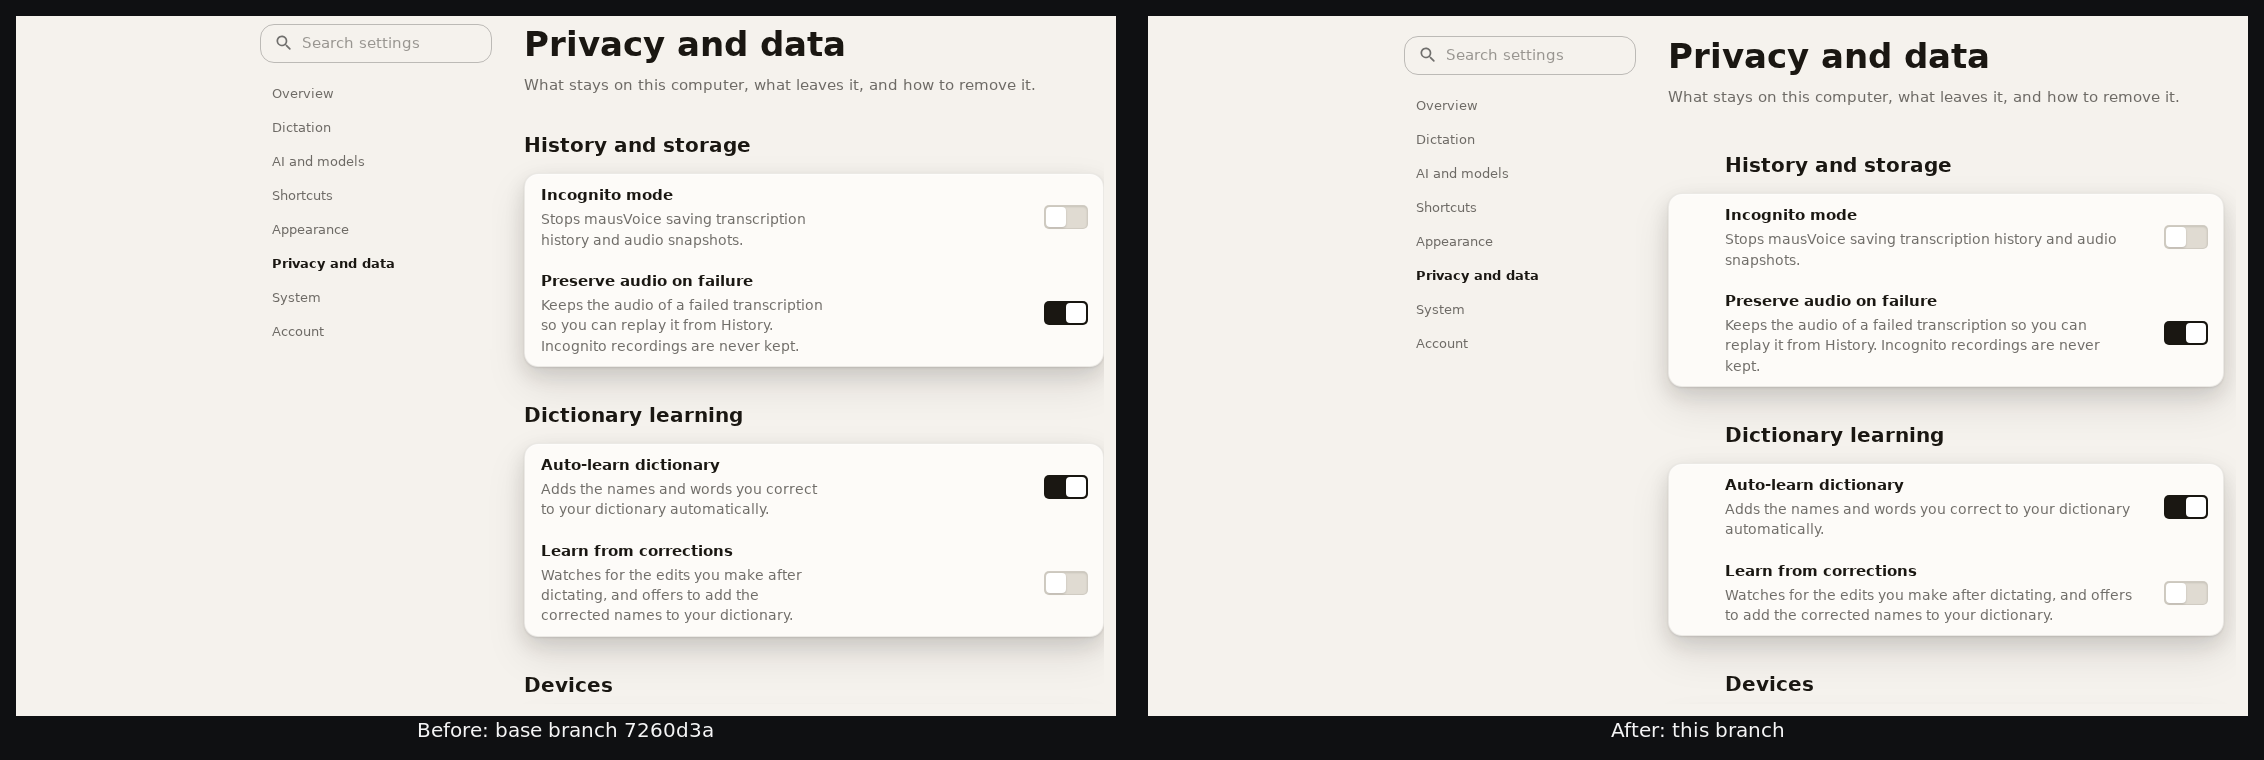 Search settings
Overview
Dictation
AI and models
Shortcuts
Appearance
Privacy and data
System
Account
Privacy and data
What stays on this computer, what leaves it, and how to remove it.
History and storage
Incognito mode
Stops mausVoice saving transcription
history and audio snapshots.
Preserve audio on failure
Keeps the audio of a failed transcription
so you can replay it from History.
Incognito recordings are never kept.
Dictionary learning
Auto-learn dictionary
Adds the names and words you correct
to your dictionary automatically.
Learn from corrections
Watches for the edits you make after
dictating, and offers to add the
corrected names to your dictionary.
Devices
Before: base branch 7260d3a
Search settings
Overview
Dictation
AI and models
Shortcuts
Appearance
Privacy and data
System
Account
Privacy and data
What stays on this computer, what leaves it, and how to remove it.
History and storage
Incognito mode
Stops mausVoice saving transcription history and audio
snapshots.
Preserve audio on failure
Keeps the audio of a failed transcription so you can
replay it from History. Incognito recordings are never
kept.
Dictionary learning
Auto-learn dictionary
Adds the names and words you correct to your dictionary
automatically.
Learn from corrections
Watches for the edits you make after dictating, and offers
to add the corrected names to your dictionary.
Devices
After: this branch